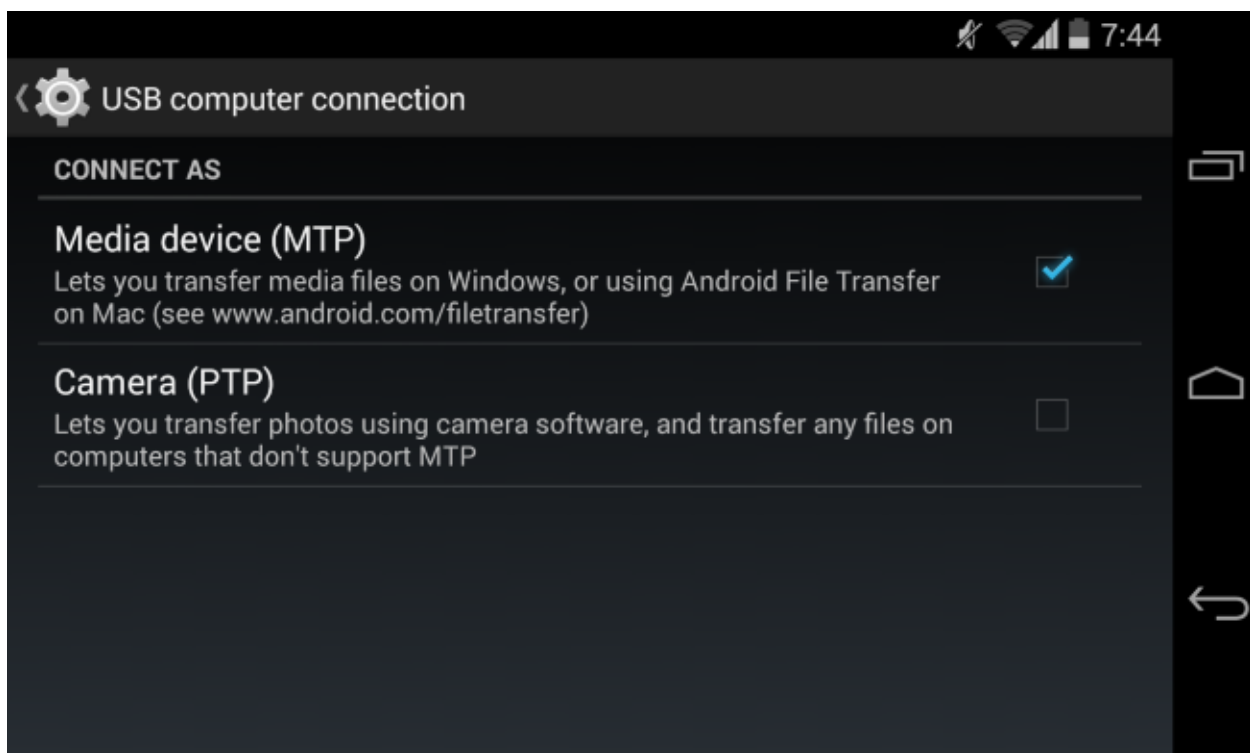 7:44
USB computer connection
CONNECT AS
Media device (MTP)
Lets you transfer media files on Windows, or using Android File Transfer
on Mac (see www.android.com/filetransfer)
Camera (PTP)
Lets you transfer photos using camera software, and transfer any files on
computers that don't support MTP